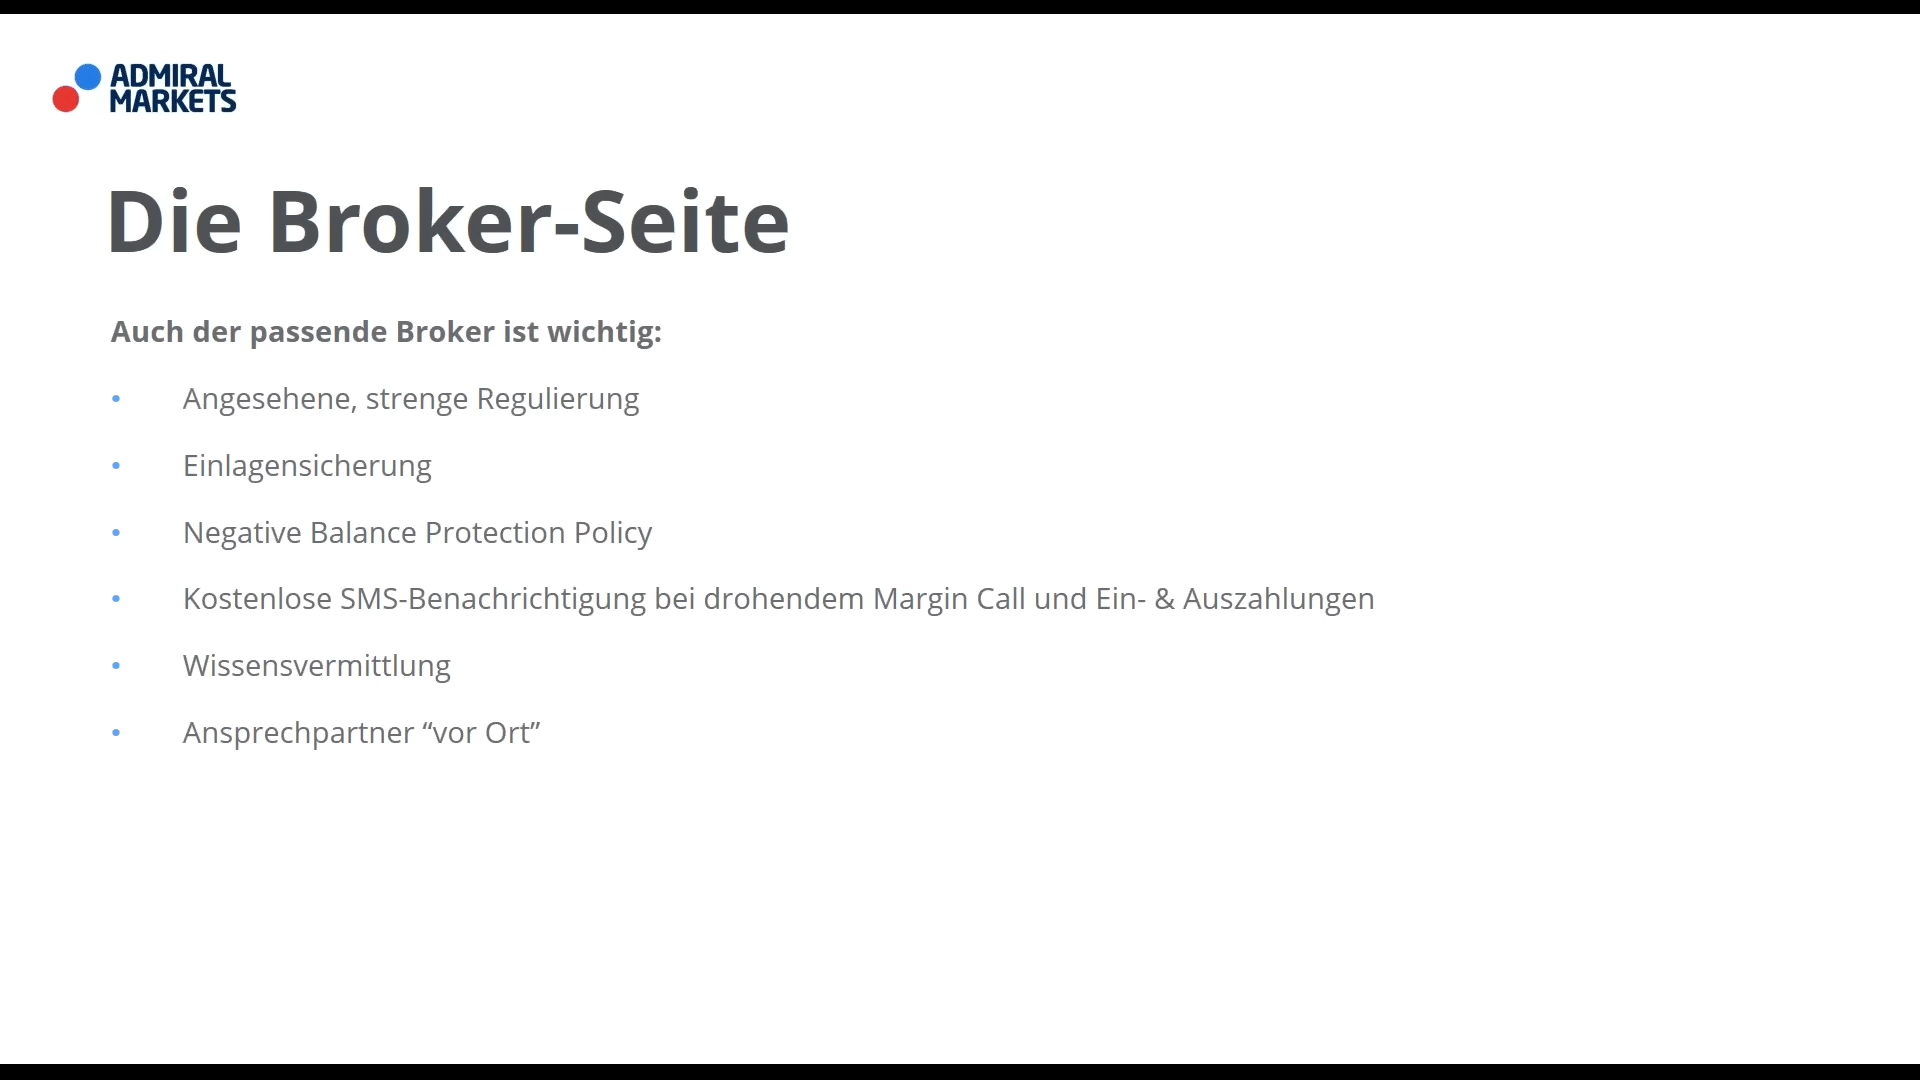 ADMIRAL
MARKETS
Die Broker-Seite
Auch der passende Broker ist wichtig:
• Angesehene, strenge Regulierung
• Einlagensicherung
• Negative Balance Protection Policy
• Kostenlose SMS-Benachrichtigung bei drohendem Margin Call und Ein- & Auszahlungen
• Wissensvermittlung
• Ansprechpartner “vor Ort”